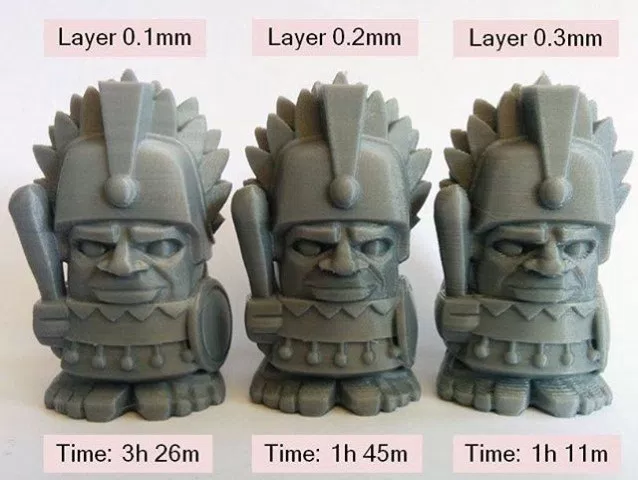 Layer 0.1mm
Layer 0.2mm
Layer 0.3mm
Time: 3h 26m
Time: 1h 45m
Time: 1h 11m